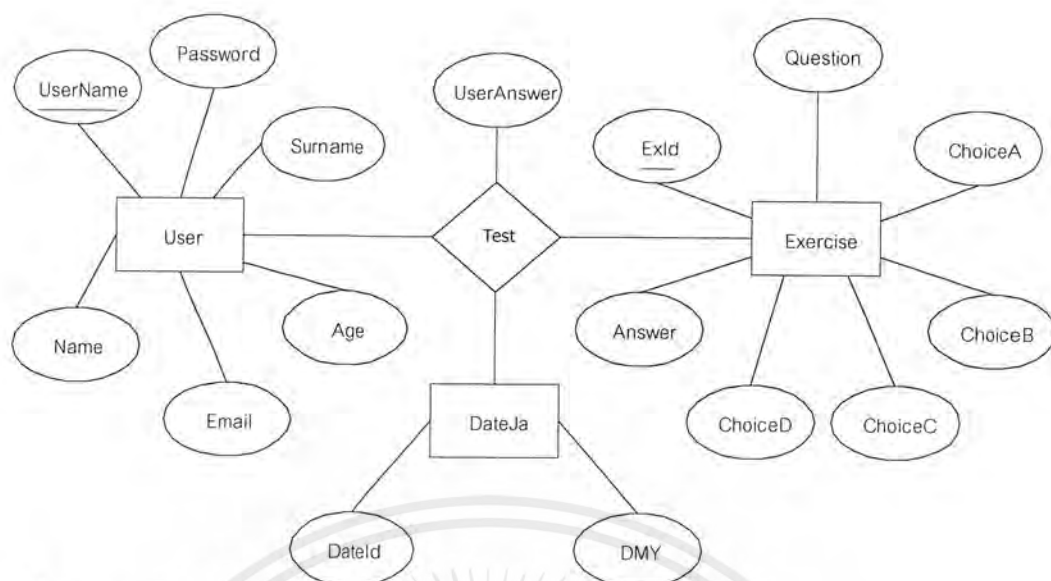 Password
Question
UserName
UserAnswer
Surname
ExId
ChoiceA
User
Test
Exercise
Name
Age
Answer
ChoiceB
Email
DateJa
ChoiceD
ChoiceC
DateId
DMY